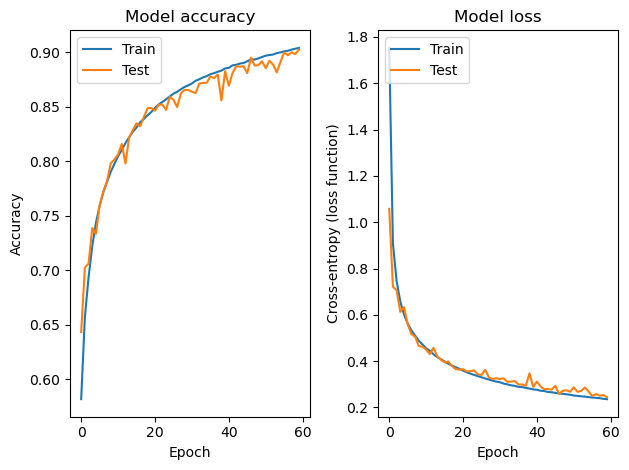 Model accuracy
Train
Test
0.90
0.85
0.80
0.75
0.70
0.65
0.60
Accuracy
0
20
40
60
Epoch
Model loss
Train
Test
1.8
1.6
1.4
1.2
1.0
0.8
0.6
0.4
0.2
Cross-entropy (loss function)
0
20
40
60
Epoch